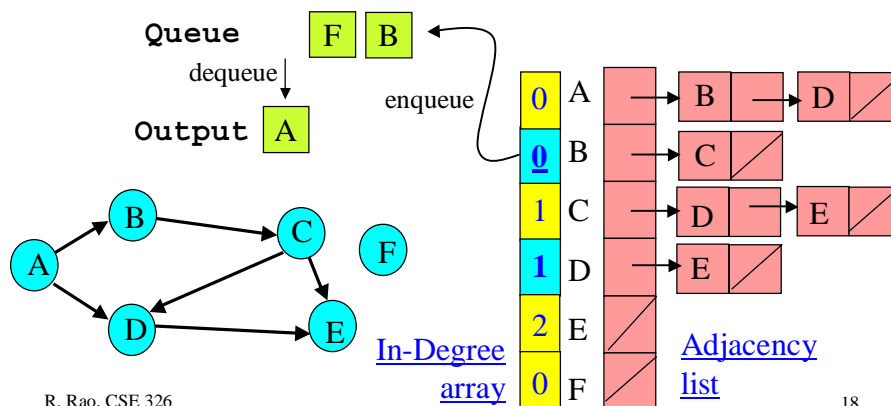 Queue F B
dequeue
enqueue
Output A
0 A B D
0 B C
1 C D E
1 D E
2 E
0 F
B
C
F
A
D
E
In-Degree
array
Adjacency
list
R. Rao, CSE 326
18